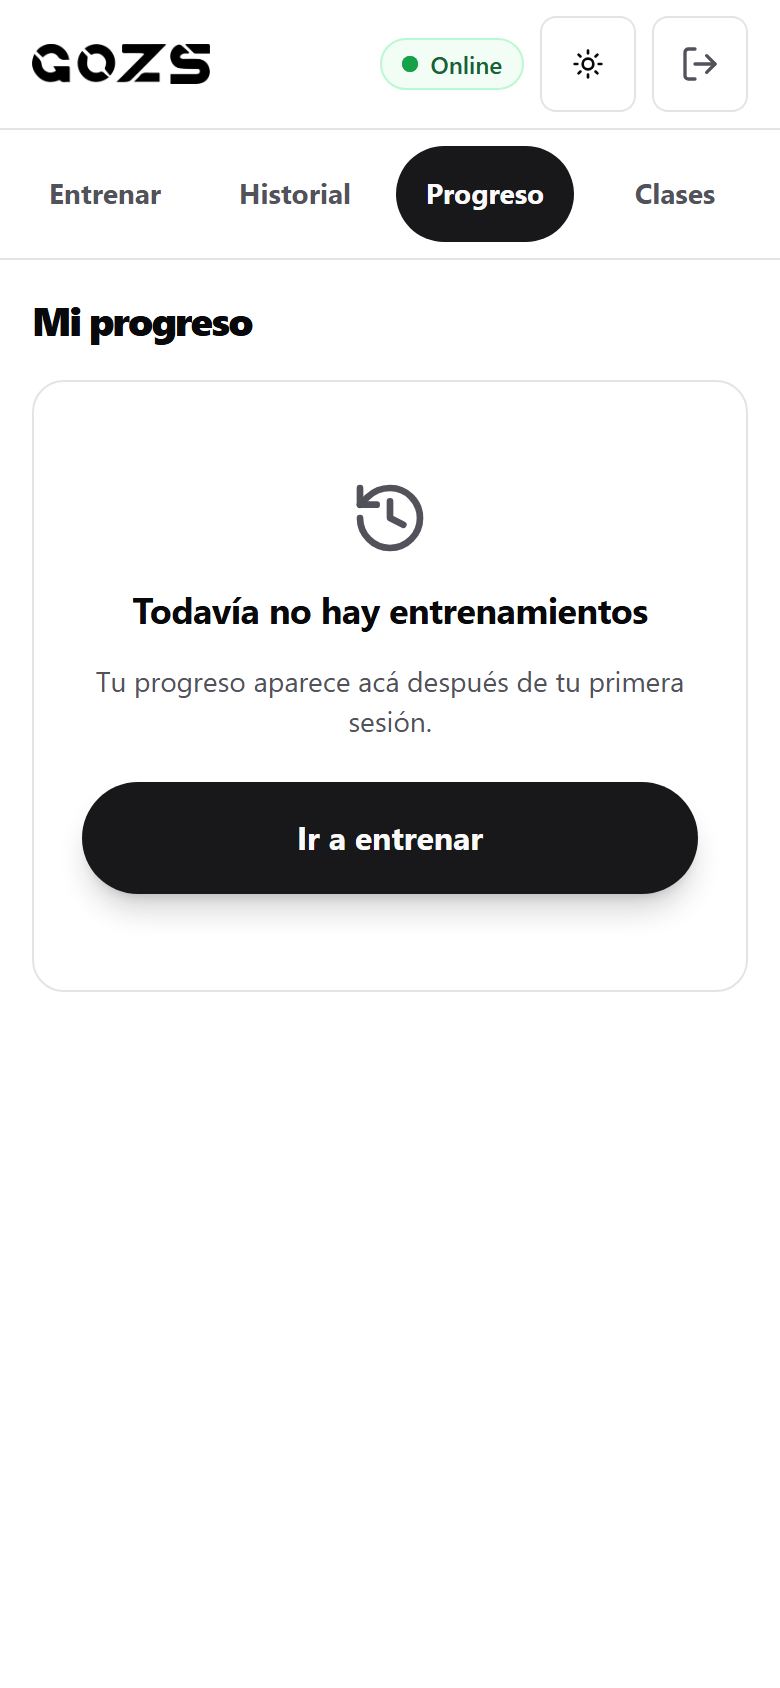 GOZS
Online
Entrenar
Historial
Progreso
Clases
Mi progreso
Todavía no hay entrenamientos
Tu progreso aparece acá después de tu primera
sesión.
Ir a entrenar